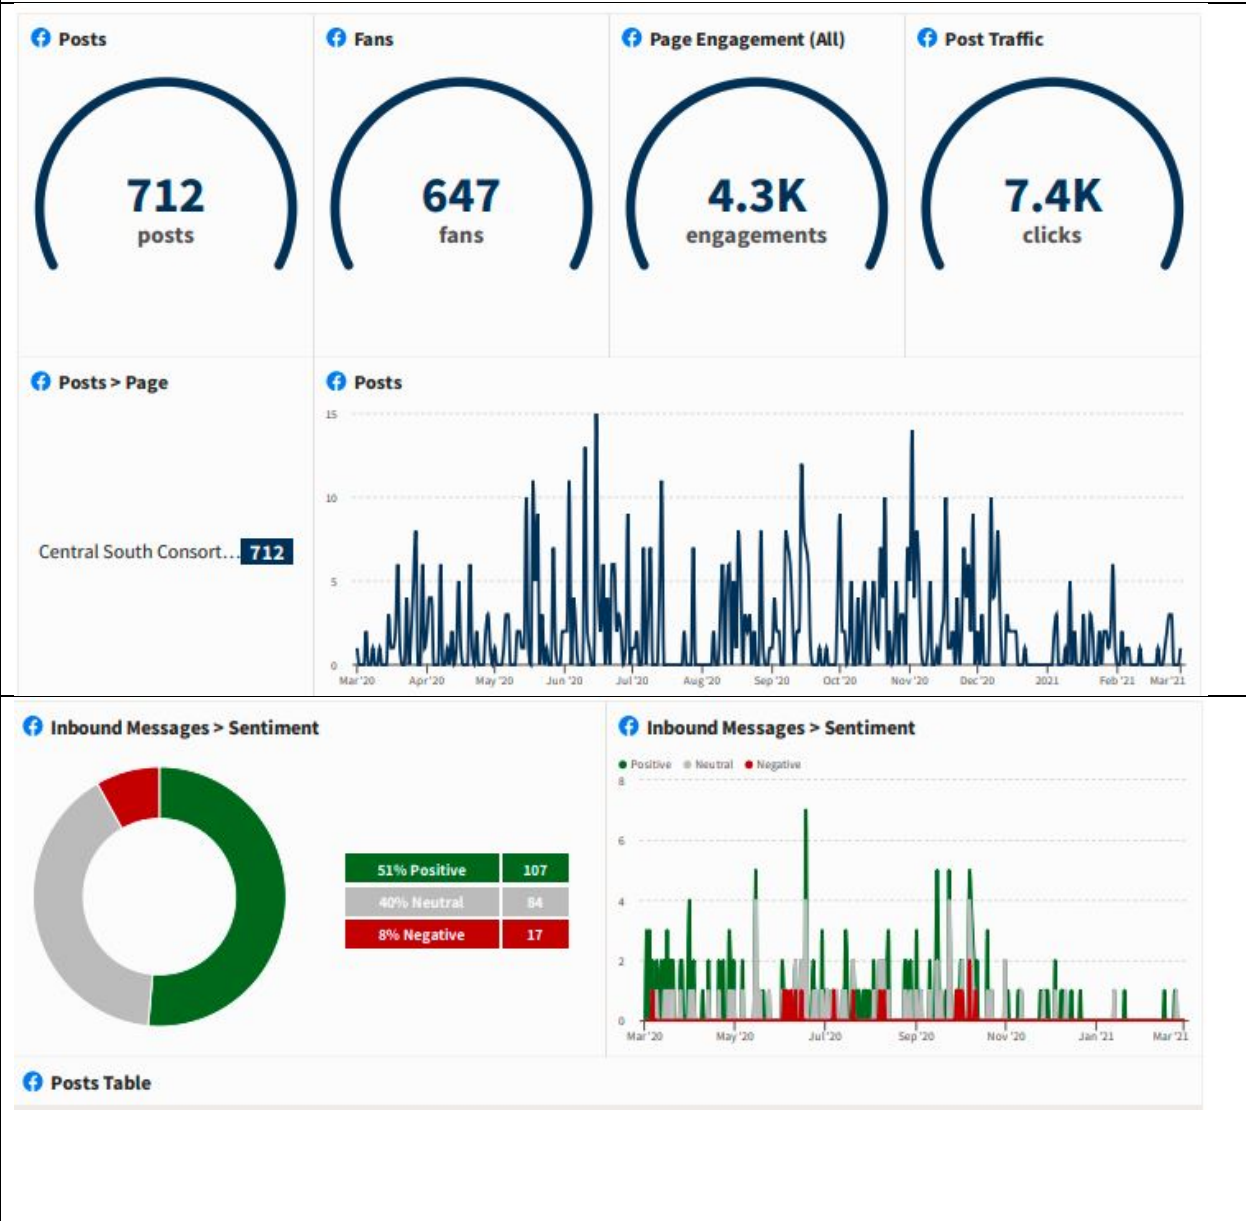 Posts
Fans
Page Engagement (All)
Post Traffic
712
posts
647
fans
4.3K
engagements
7.4K
clicks
Posts > Page
Central South Consort... 712
Posts
15
10
5
0
Mar '20 Apr '20 May '20 Jun '20 Jul '20 Aug '20 Sep '20 Oct '20 Nov '20 Dec '20 2021 Feb '21 Mar '21
Inbound Messages > Sentiment
51% Positive 107
40% Neutral 84
8% Negative 17
Inbound Messages > Sentiment
Positive Neutral Negative
8
6
4
2
0
Mar '20 May '20 Jul '20 Sep '20 Nov '20 Jan '21 Mar '21
Posts Table